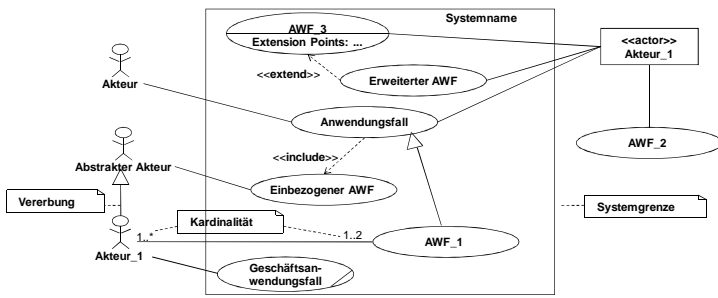 Systemname
AWF_3
Extension Points: ...
<<actor>>
Akteur_1
<<extend>>
Erweiterter AWF
Akteur
Anwendungsfall
AWF_2
<<include>>
Abstrakter Akteur
Einbezogener AWF
Vererbung
Systemgrenze
Kardinalität
1..*
1..2
AWF_1
Akteur_1
Geschäftsan-
wendungsfall